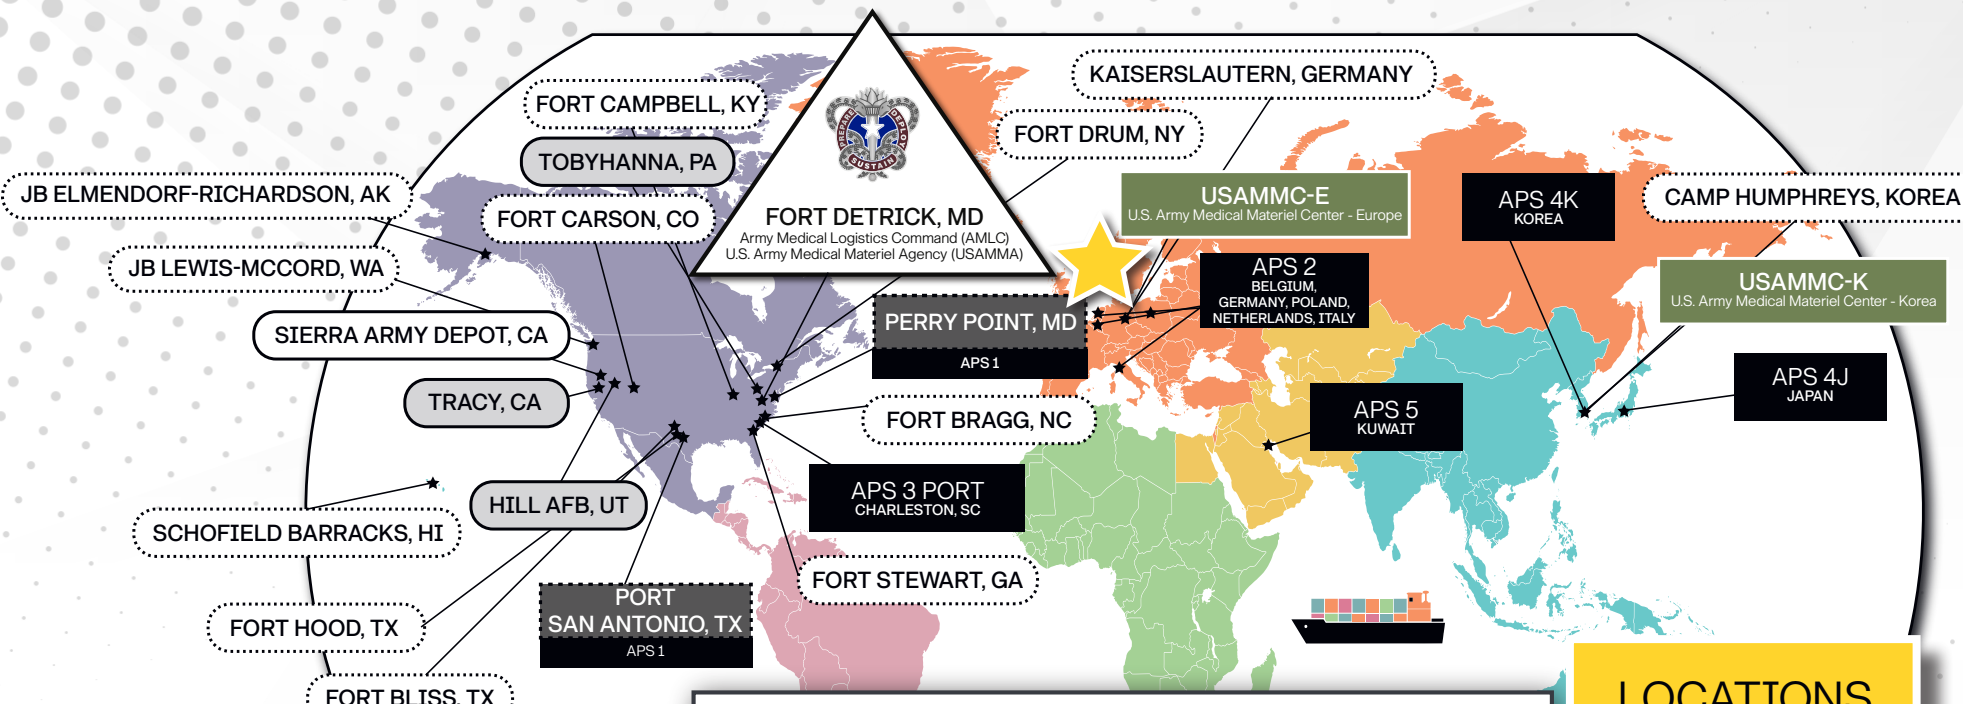 KAISERSLAUTERN, GERMANY
FORT CAMPBELL, KY
FORT DRUM, NY
TOBYHANNA, PA
PREPARE
DEPLOY
SUSTAIN
JB ELMENDORF-RICHARDSON, AK
FORT CARSON, CO
FORT DETRICK, MD
Army Medical Logistics Command (AMLC)
U.S. Army Medical Materiel Agency (USAMMA)
USAMMC-E
U.S. Army Medical Materiel Center - Europe
APS 4K
KOREA
CAMP HUMPHREYS, KOREA
JB LEWIS-MCCORD, WA
APS 2
BELGIUM,
GERMANY, POLAND,
NETHERLANDS, ITALY
USAMMC-K
U.S. Army Medical Materiel Center - Korea
SIERRA ARMY DEPOT, CA
PERRY POINT, MD
APS 1
TRACY, CA
FORT BRAGG, NC
APS 5
KUWAIT
APS 4J
JAPAN
HILL AFB, UT
APS 3 PORT
CHARLESTON, SC
SCHOFIELD BARRACKS, HI
FORT STEWART, GA
PORT
SAN ANTONIO, TX
APS 1
FORT HOOD, TX
FORT BLISS, TX
LOCATIONS